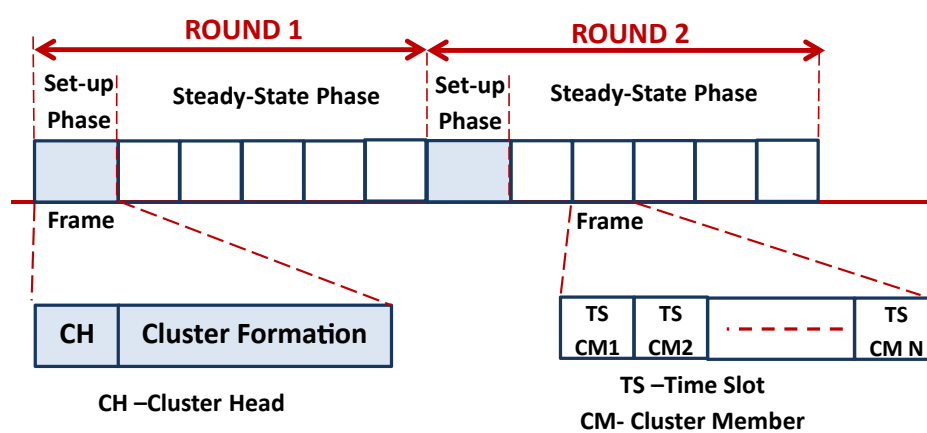 ROUND 1
ROUND 2
Set-up
Phase
Steady-State Phase
Set-up
Phase
Steady-State Phase
Frame
Frame
CH
Cluster Formation
TS
CM1
TS
CM2
TS
CM N
CH –Cluster Head
TS –Time Slot
CM- Cluster Member